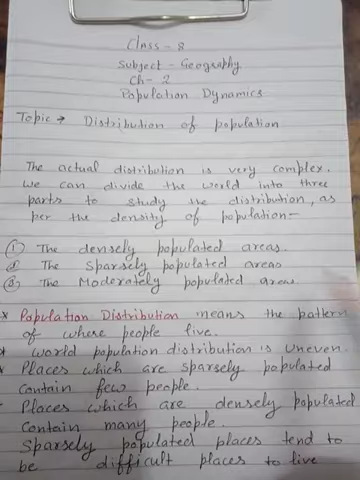 Class - 8
Subject - Geography
Ch - 2
Population Dynamics
Topic → Distribution of population
The actual distribution is very complex.
We can divide the world into three
parts to study the distribution, as
per the density of population-
① The densely populated areas.
② The Sparsely populated areas
③ The Moderately populated areas.
* Population Distribution means the pattern
of where people live.
* World population distribution is Uneven.
* Places which are sparsely populated
contain few people.
- Places which are densely populated
contain many people.
Sparsely populated places tend to
be difficult places to live